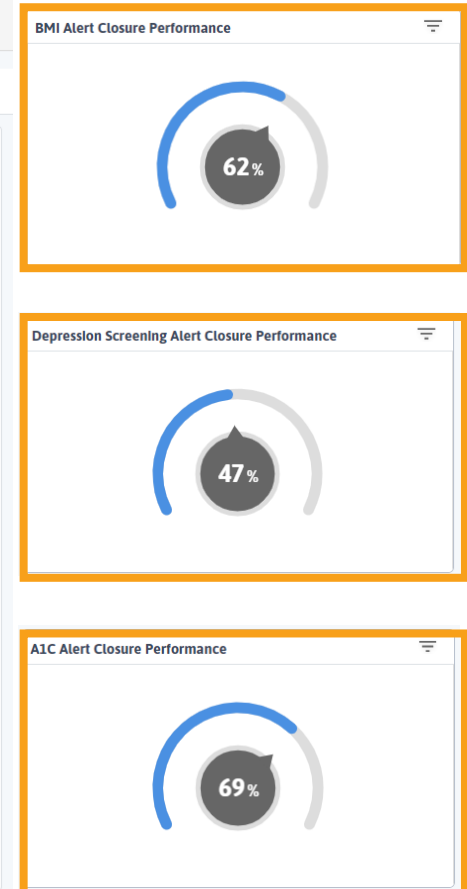 BMI Alert Closure Performance
62%
Depression Screening Alert Closure Performance
47%
A1C Alert Closure Performance
69%